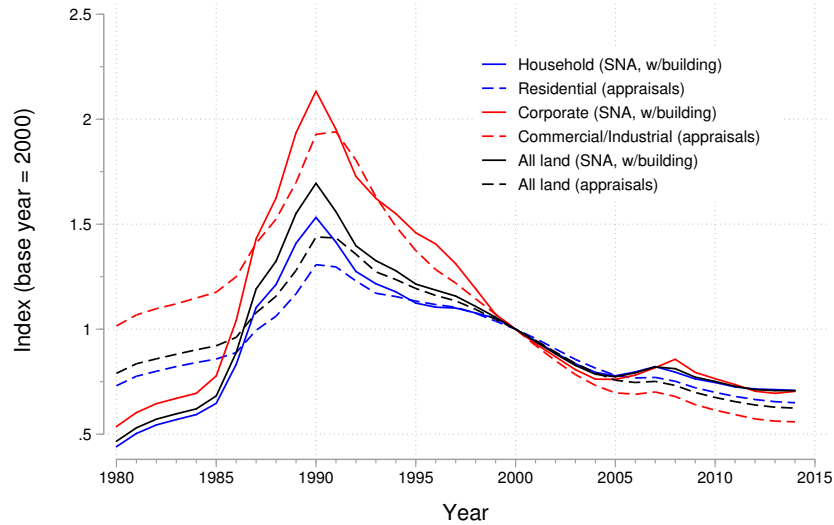 2.5
2
1.5
1
.5
Index (base year = 2000)
Household (SNA, w/building)
Residential (appraisals)
Corporate (SNA, w/building)
Commercial/Industrial (appraisals)
All land (SNA, w/building)
All land (appraisals)
1980 1985 1990 1995 2000 2005 2010 2015
Year